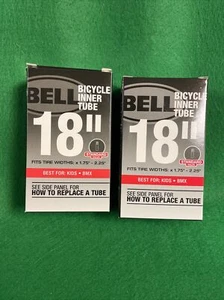 BELL
BICYCLE
INNER
TUBE
18"
FITS TIRE WIDTHS: x 1.75" - 2.25"
BEST FOR: KIDS • BMX
SEE SIDE PANEL FOR
HOW TO REPLACE A TUBE
BELL
BICYCLE
INNER
TUBE
18"
FITS TIRE WIDTHS: x 1.75" - 2.25"
BEST FOR: KIDS • BMX
SEE SIDE PANEL FOR
HOW TO REPLACE A TUBE